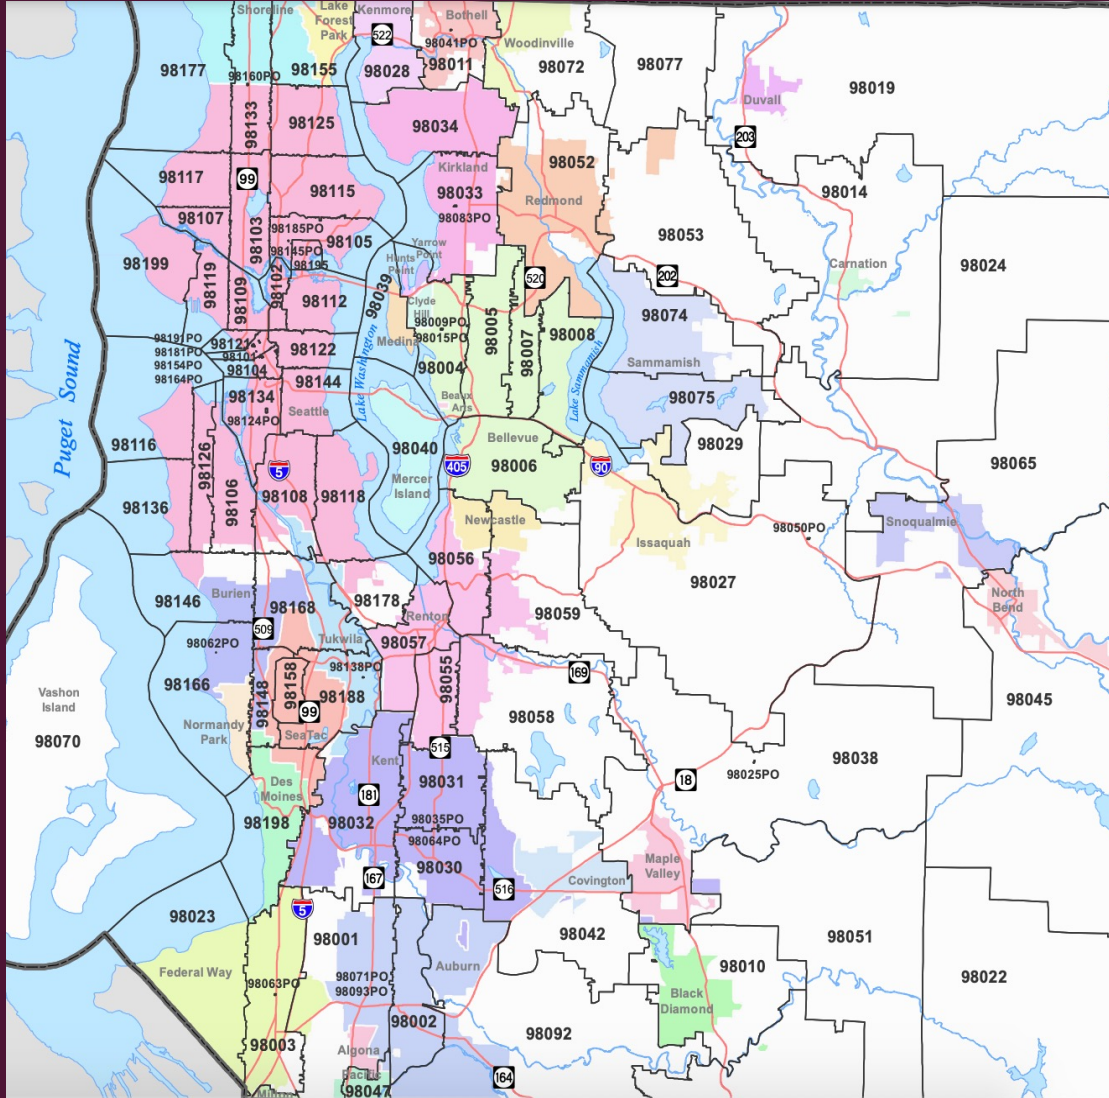 Shoreline
Lake
Forest
Park
Kenmore
Bothell
522
98041PO
Woodinville
98177
98160PO
98155
98028
98011
98072
98077
98019
Duvall
98133
98125
98034
203
98117
99
98115
Kirkland
98033
98083PO
98052
Redmond
98014
98107
98103
98185PO
98145PO
98195
98105
Yarrow
Point
Hunts
Point
98053
98199
98119
98109
98102
98112
98039
520
202
Carnation
98024
Clyde
Hill
98009PO
98015PO
Medina
98005
98007
98008
98074
Puget Sound
98191PO
98181PO
98154PO
98164PO
98121
98101
98104
98122
98144
Lake Washington
98004
Lake Sammamish
Sammamish
98134
98124PO
Seattle
Beaux
Arts
98075
98116
98126
98106
5
98108
98118
98040
Mercer
Island
405
Bellevue
98006
90
98029
98065
98136
Newcastle
Issaquah
98050PO
Snoqualmie
98056
98027
98146
Burien
98168
98178
Renton
98059
North
Bend
509
98062PO
Tukwila
98057
98138PO
98166
98148
98158
98188
98055
169
98045
Vashon
Island
98070
Normandy
Park
99
SeaTac
98058
515
Kent
98031
18
98025PO
98038
Des
Moines
181
98198
98032
98035PO
98064PO
98030
Maple
Valley
167
516
Covington
98023
5
98001
98042
98051
Federal Way
98063PO
98071PO
98093PO
Auburn
98010
98022
Black
Diamond
98002
98003
98092
Algona
Pacific
98047
164
Milton